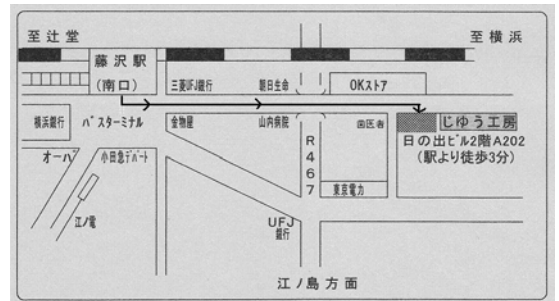 至辻堂
至横浜
藤沢駅
(南口)
三菱UFJ銀行
朝日生命
OKストア
横浜銀行
バスターミナル
金物屋
山内病院
歯医者
じゆう工房
日の出ビル2階A202
(駅より徒歩3分)
オーパ
小田急デパート
R467
東京電力
江ノ電
UFJ
銀行
江ノ島方面